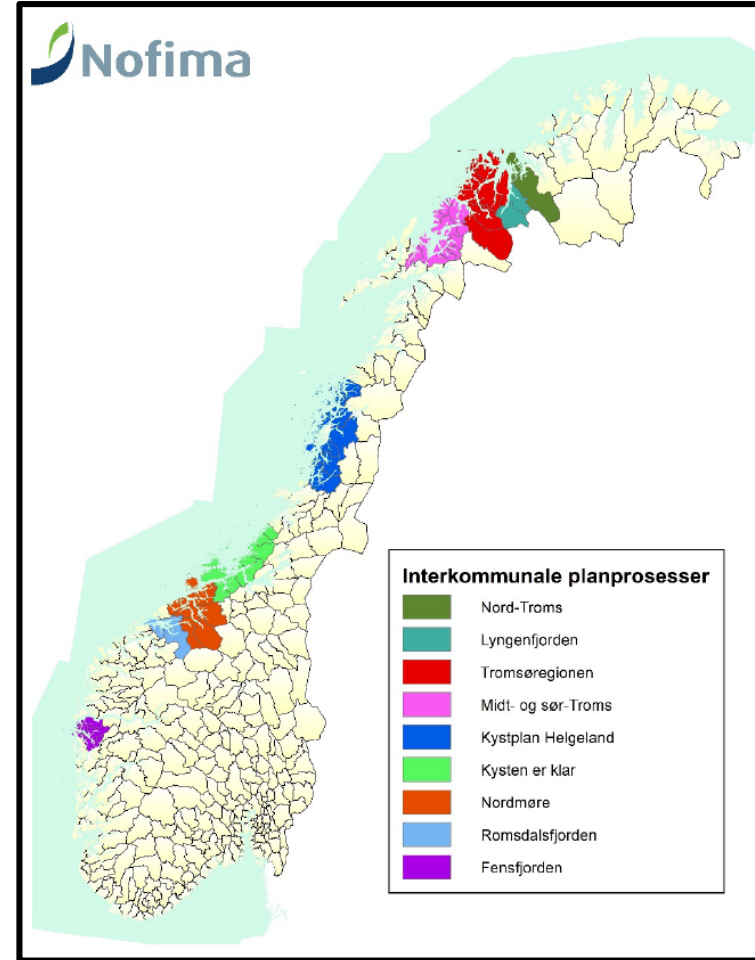 Nofima
Interkommunale planprosesser
Nord-Troms
Lyngenfjorden
Tromsøregionen
Midt- og sør-Troms
Kystplan Helgeland
Kysten er klar
Nordmøre
Romsdalsfjorden
Fensfjorden